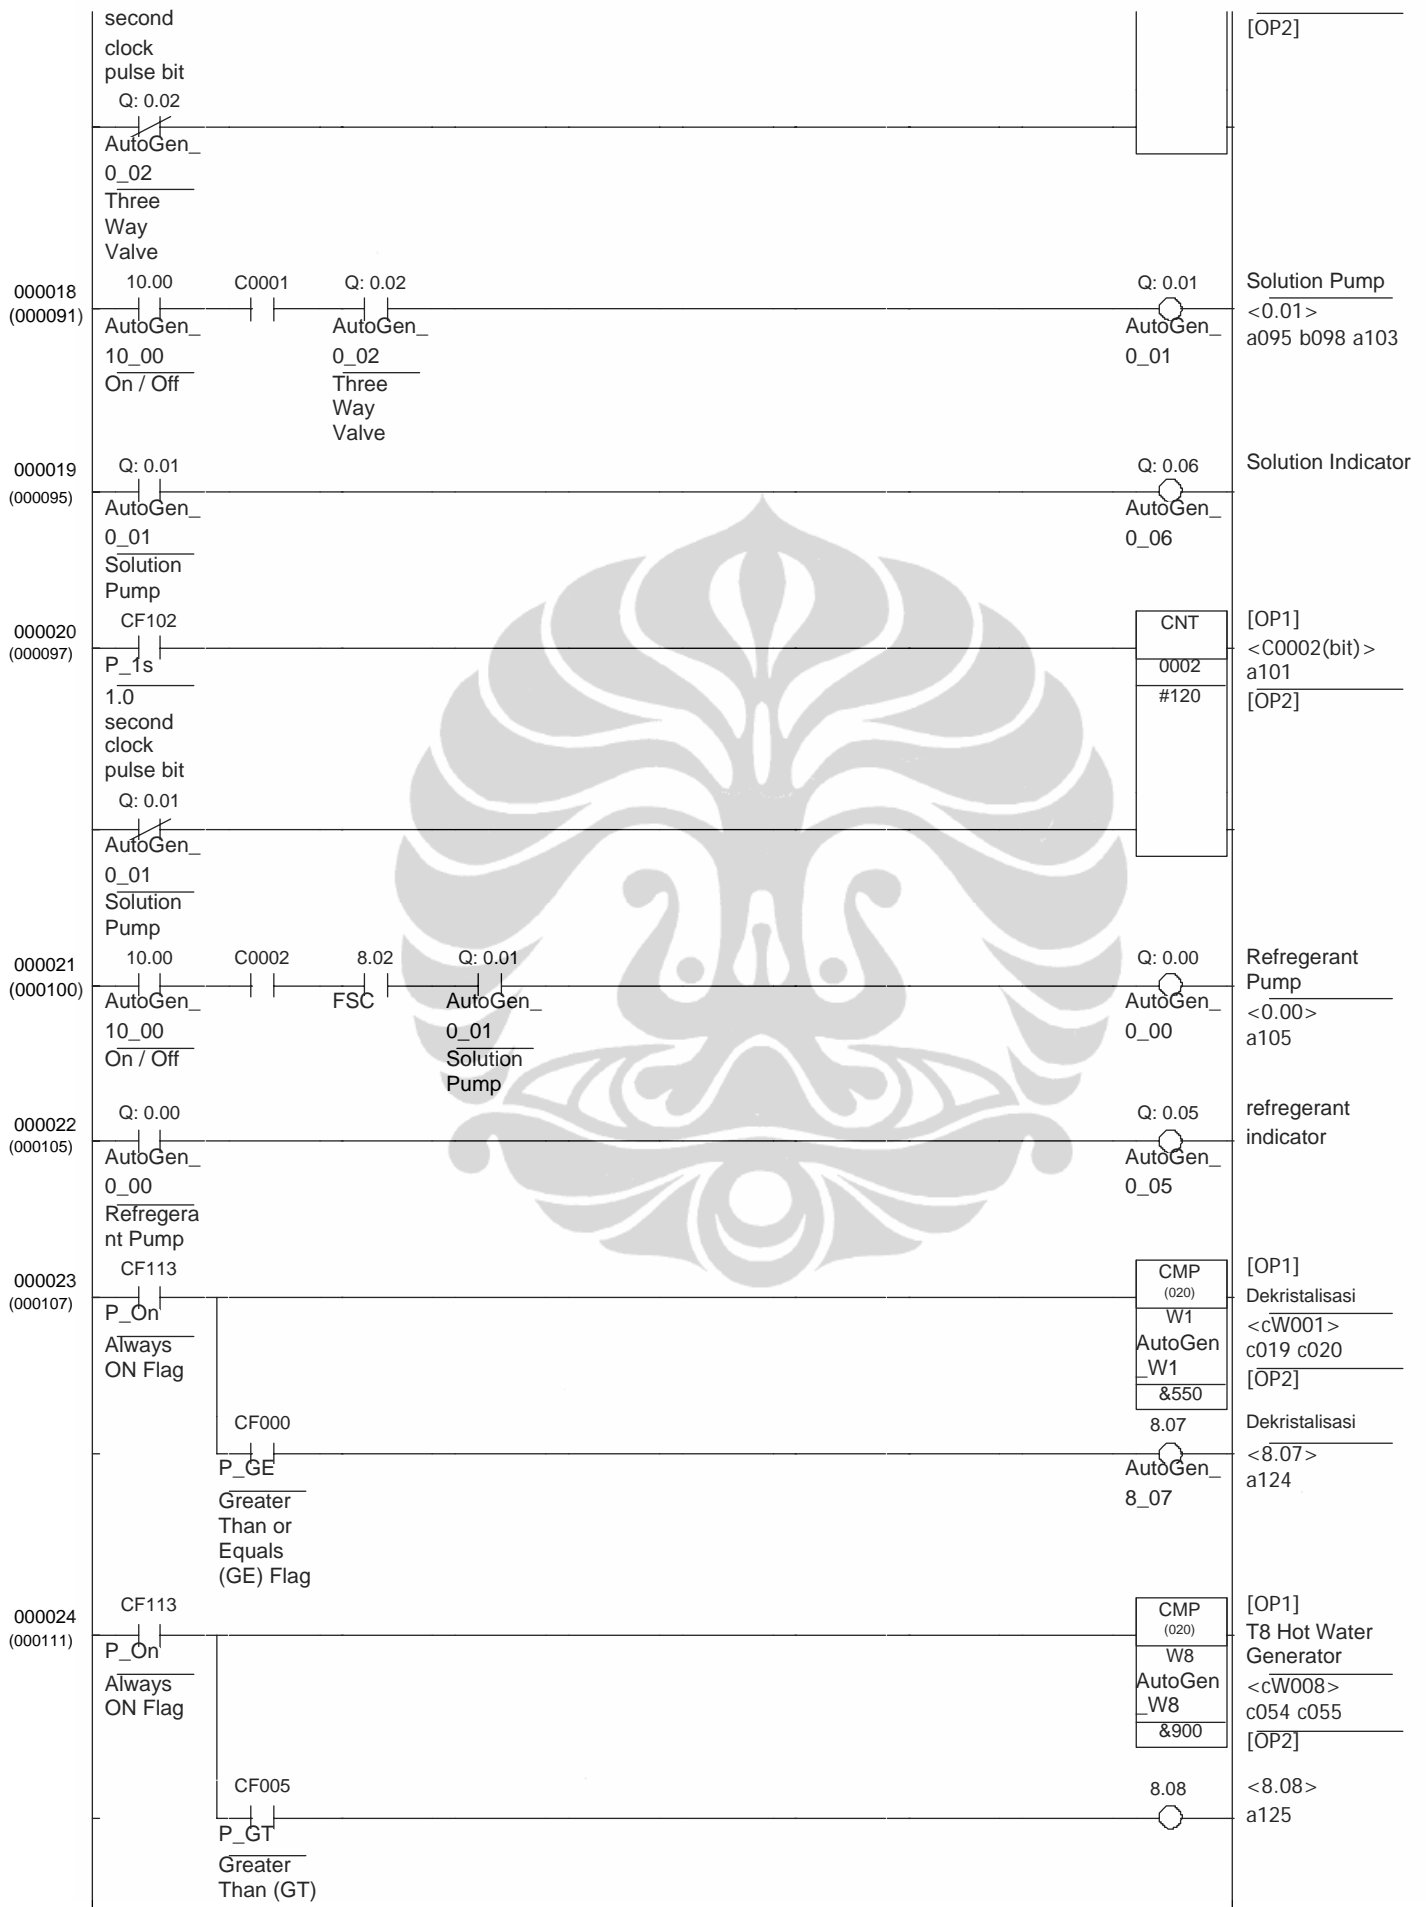 second
clock
pulse bit
[OP2]
Q: 0.02
AutoGen_
0_02
Three
Way
Valve
000018
(000091)
10.00
C0001
Q: 0.02
Q: 0.01
Solution Pump
<0.01>
a095 b098 a103
AutoGen_
10_00
On / Off
AutoGen_
0_02
Three
Way
Valve
AutoGen_
0_01
000019
(000095)
Q: 0.01
Q: 0.06
Solution Indicator
AutoGen_
0_01
Solution
Pump
AutoGen_
0_06
000020
(000097)
CF102
P_1s
1.0
second
clock
pulse bit
CNT
0002
#120
[OP1]
<C0002(bit)>
a101
[OP2]
Q: 0.01
AutoGen_
0_01
Solution
Pump
000021
(000100)
10.00
C0002
8.02
Q: 0.01
Q: 0.00
Refregerant
Pump
<0.00>
a105
AutoGen_
10_00
On / Off
FSC
AutoGen_
0_01
Solution
Pump
AutoGen_
0_00
000022
(000105)
Q: 0.00
Q: 0.05
refregerant
indicator
AutoGen_
0_00
Refregera
nt Pump
AutoGen_
0_05
000023
(000107)
CF113
P_On
Always
ON Flag
CMP
(020)
W1
AutoGen
_W1
&550
[OP1]
Dekristalisasi
<cW001>
c019 c020
[OP2]
CF000
P_GE
Greater
Than or
Equals
(GE) Flag
8.07
AutoGen_
8_07
Dekristalisasi
<8.07>
a124
000024
(000111)
CF113
P_On
Always
ON Flag
CMP
(020)
W8
AutoGen
_W8
&900
[OP1]
T8 Hot Water
Generator
<cW008>
c054 c055
[OP2]
CF005
P_GT
Greater
Than (GT)
8.08
<8.08>
a125